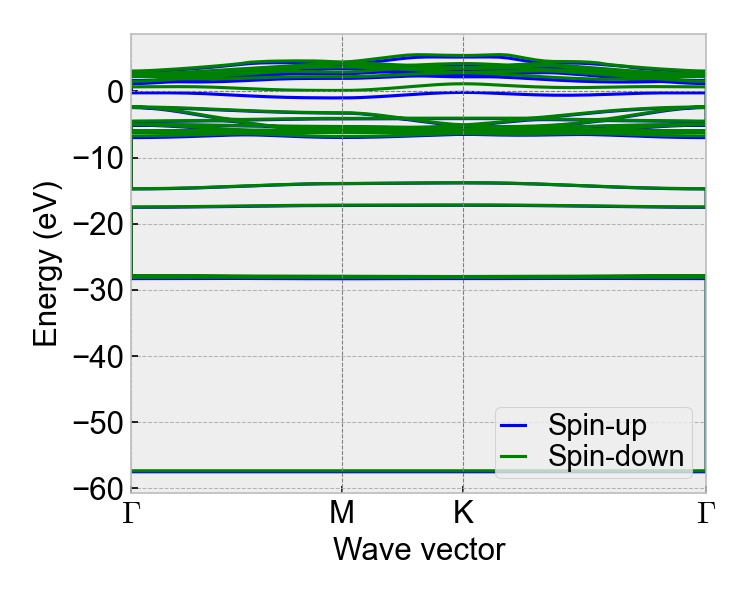 0
−10
−20
−30
−40
−50
−60
Energy (eV)
Spin-up
Spin-down
Γ M K Γ
Wave vector